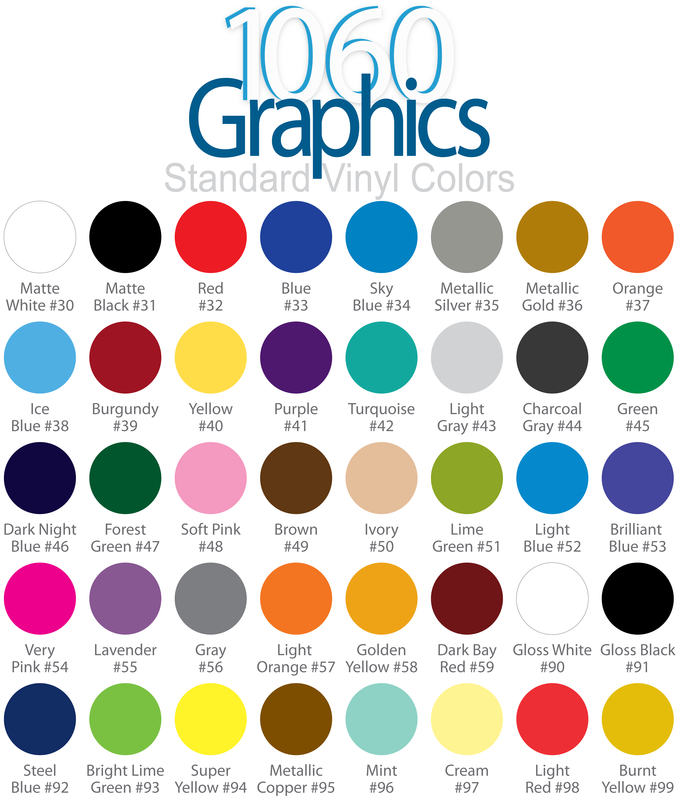 1060
Graphics
Standard Vinyl Colors
Matte
White #30
Matte
Black #31
Red
#32
Blue
#33
Sky
Blue #34
Metallic
Silver #35
Metallic
Gold #36
Orange
#37
Ice
Blue #38
Burgundy
#39
Yellow
#40
Purple
#41
Turquoise
#42
Light
Gray #43
Charcoal
Gray #44
Green
#45
Dark Night
Blue #46
Forest
Green #47
Soft Pink
#48
Brown
#49
Ivory
#50
Lime
Green #51
Light
Blue #52
Brilliant
Blue #53
Very
Pink #54
Lavender
#55
Gray
#56
Light
Orange #57
Golden
Yellow #58
Dark Bay
Red #59
Gloss White
#90
Gloss Black
#91
Steel
Blue #92
Bright Lime
Green #93
Super
Yellow #94
Metallic
Copper #95
Mint
#96
Cream
#97
Light
Red #98
Burnt
Yellow #99